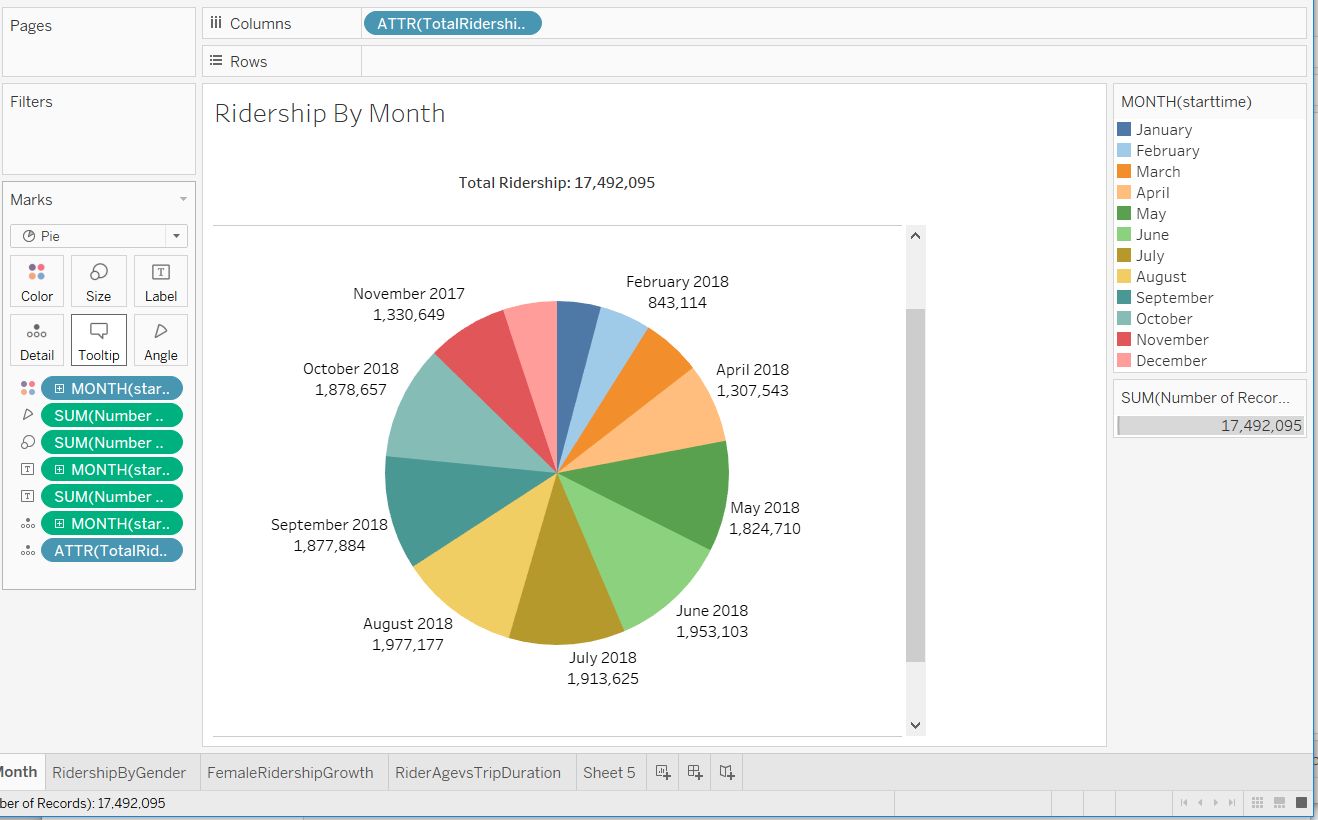 Pages
Columns
ATTR(TotalRidershi..
Rows
Filters
Marks
Pie
Color
Size
Label
Detail
Tooltip
Angle
MONTH(star..
SUM(Number ..
SUM(Number ..
MONTH(star..
SUM(Number ..
MONTH(star..
ATTR(TotalRid..
Ridership By Month
Total Ridership: 17,492,095
February 2018
843,114
April 2018
1,307,543
May 2018
1,824,710
June 2018
1,953,103
July 2018
1,913,625
August 2018
1,977,177
September 2018
1,877,884
October 2018
1,878,657
November 2017
1,330,649
MONTH(starttime)
January
February
March
April
May
June
July
August
September
October
November
December
SUM(Number of Recor...
17,492,095
Month
RidershipByGender
FemaleRidershipGrowth
RiderAgevsTripDuration
Sheet 5
ber of Records): 17,492,095